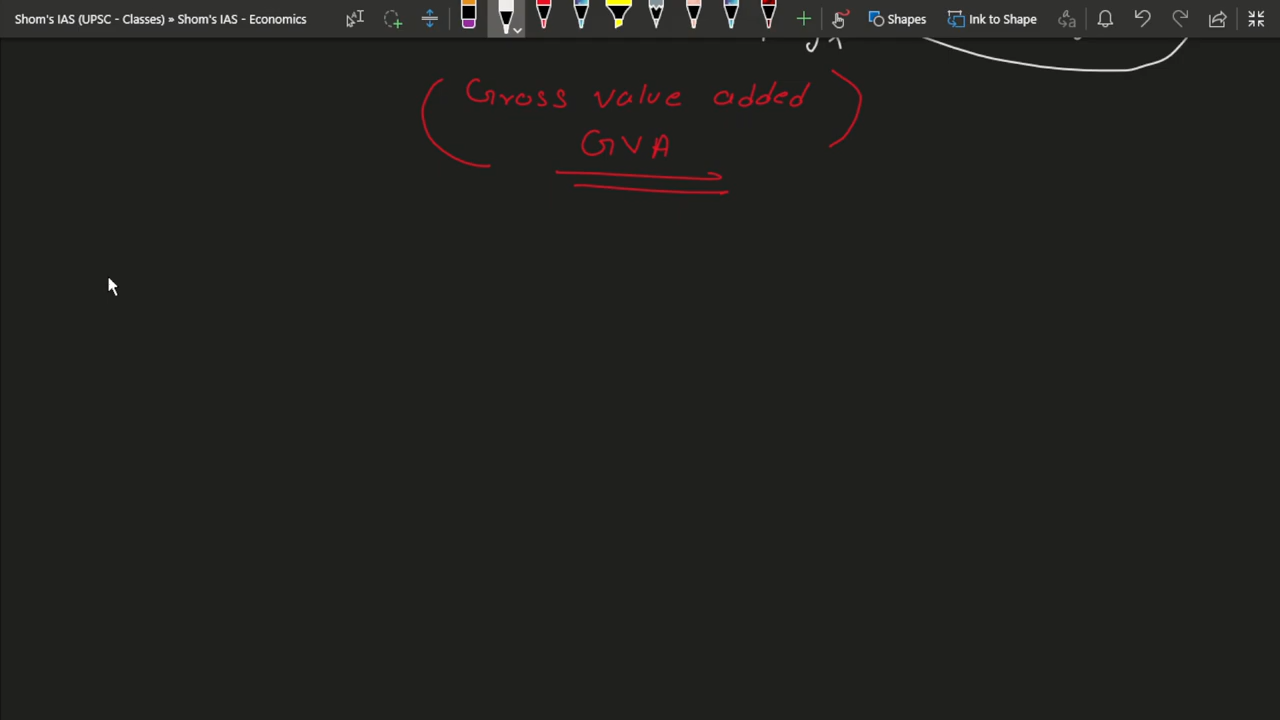 Shom's IAS (UPSC - Classes) » Shom's IAS - Economics
Shapes
Ink to Shape
Gross value added
GVA